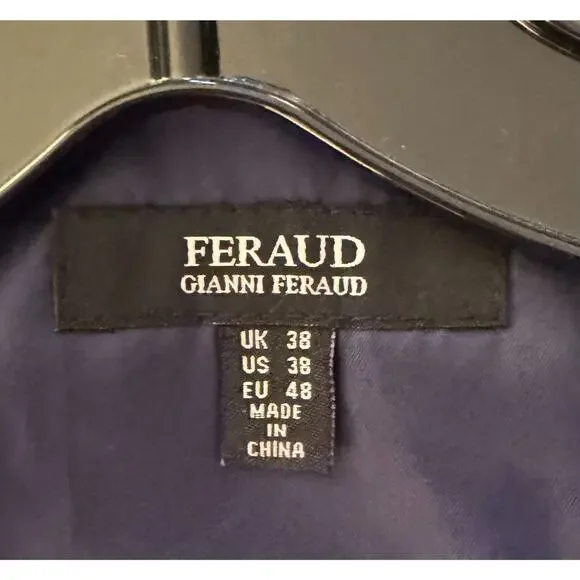 FERAUD
GIANNI FERAUD
UK 38
US 38
EU 48
MADE
IN
CHINA